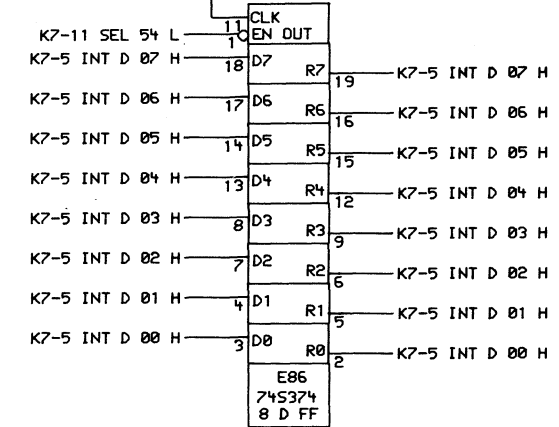 CLK
11
K7-11 SEL 54 L
1
EN OUT
K7-5 INT D 07 H
18
D7
R7
19
K7-5 INT D 07 H
K7-5 INT D 06 H
17
D6
R6
16
K7-5 INT D 06 H
K7-5 INT D 05 H
14
D5
R5
15
K7-5 INT D 05 H
K7-5 INT D 04 H
13
D4
R4
12
K7-5 INT D 04 H
K7-5 INT D 03 H
8
D3
R3
9
K7-5 INT D 03 H
K7-5 INT D 02 H
7
D2
R2
6
K7-5 INT D 02 H
K7-5 INT D 01 H
4
D1
R1
5
K7-5 INT D 01 H
K7-5 INT D 00 H
3
D0
R0
2
K7-5 INT D 00 H
E86
74S374
8 D FF